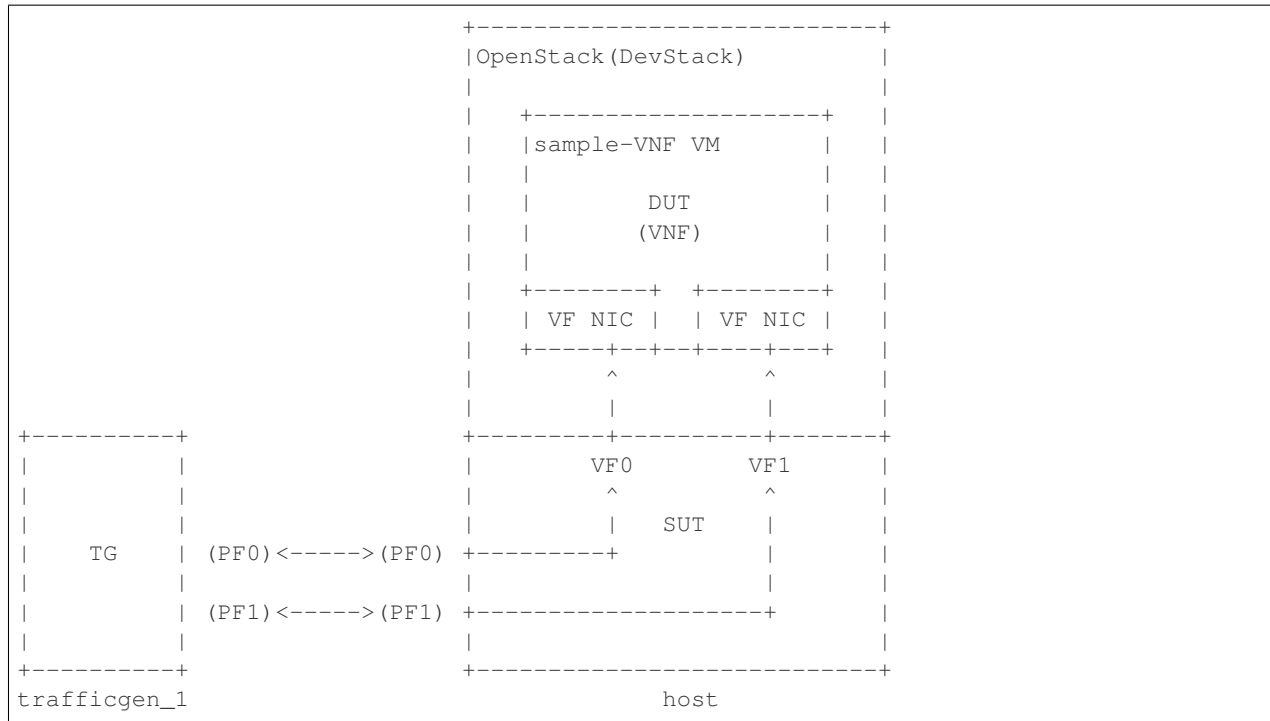 OpenStack(DevStack)
sample-VNF VM
DUT
(VNF)
VF NIC VF NIC
VF0 VF1
SUT
TG (PF0)<----->(PF0)
(PF1)<----->(PF1)
trafficgen_1 host